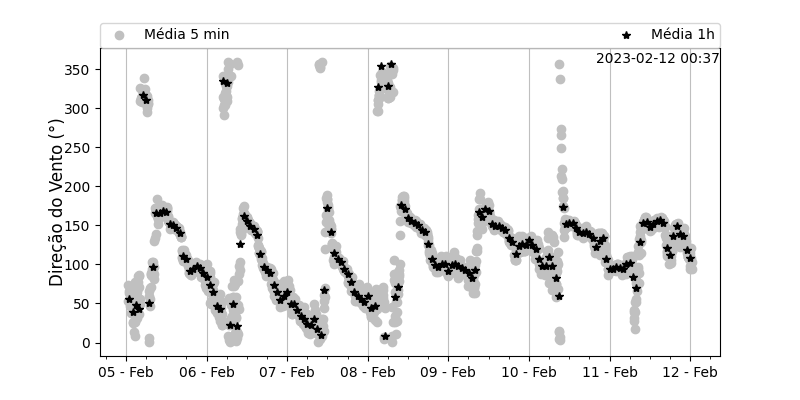 Média 5 min
Média 1h
2023-02-12 00:37
Direção do Vento (°)
350
300
250
200
150
100
50
0
05 - Feb
06 - Feb
07 - Feb
08 - Feb
09 - Feb
10 - Feb
11 - Feb
12 - Feb